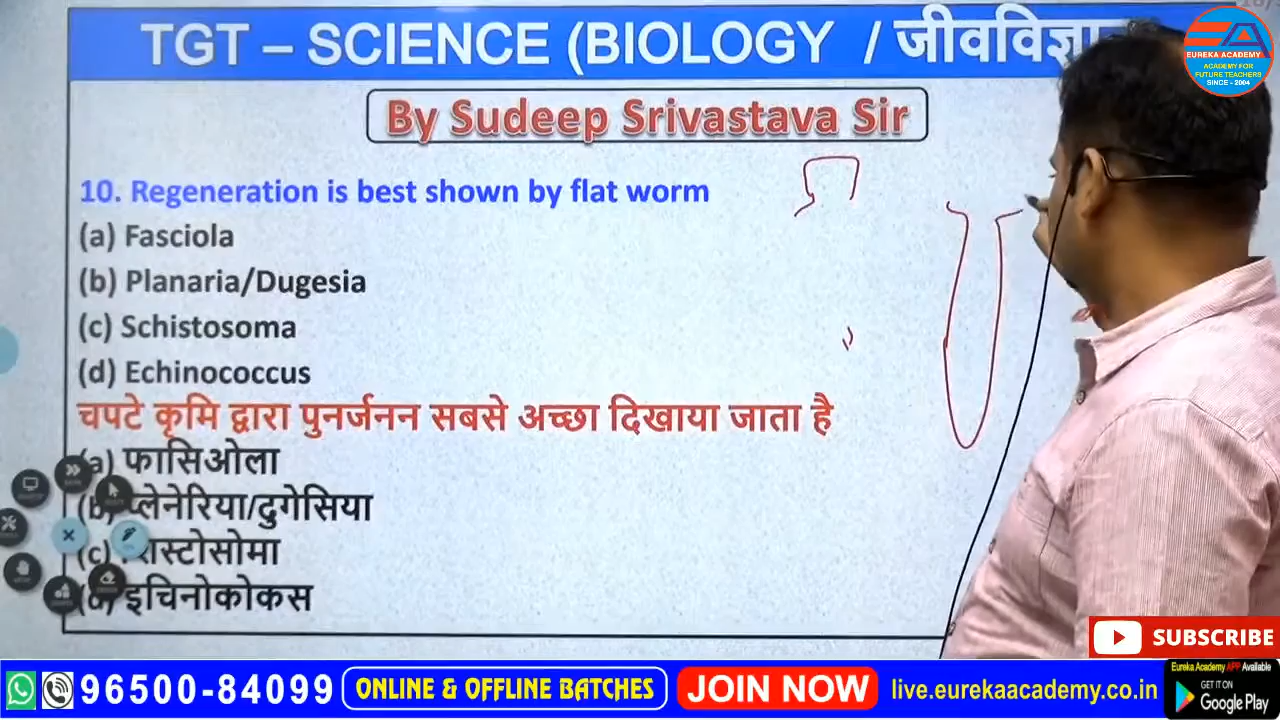 TGT – SCIENCE (BIOLOGY / जीवविज्ञा
EUREKA ACADEMY
ACADEMY FOR
FUTURE TEACHERS
SINCE - 2004
By Sudeep Srivastava Sir
10. Regeneration is best shown by flat worm
(a) Fasciola
(b) Planaria/Dugesia
(c) Schistosoma
(d) Echinococcus
चपटे कृमि द्वारा पुनर्जनन सबसे अच्छा दिखाया जाता है
(a) फासिओला
(b) प्लेनेरिया/दुगेसिया
(c) स्टोसोमा
(d) इचिनोकोकस
SUBSCRIBE
96500-84099
ONLINE & OFFLINE BATCHES
JOIN NOW
live.eurekaacademy.co.in
Eureka Academy APP Available
GET IT ON
Google Play